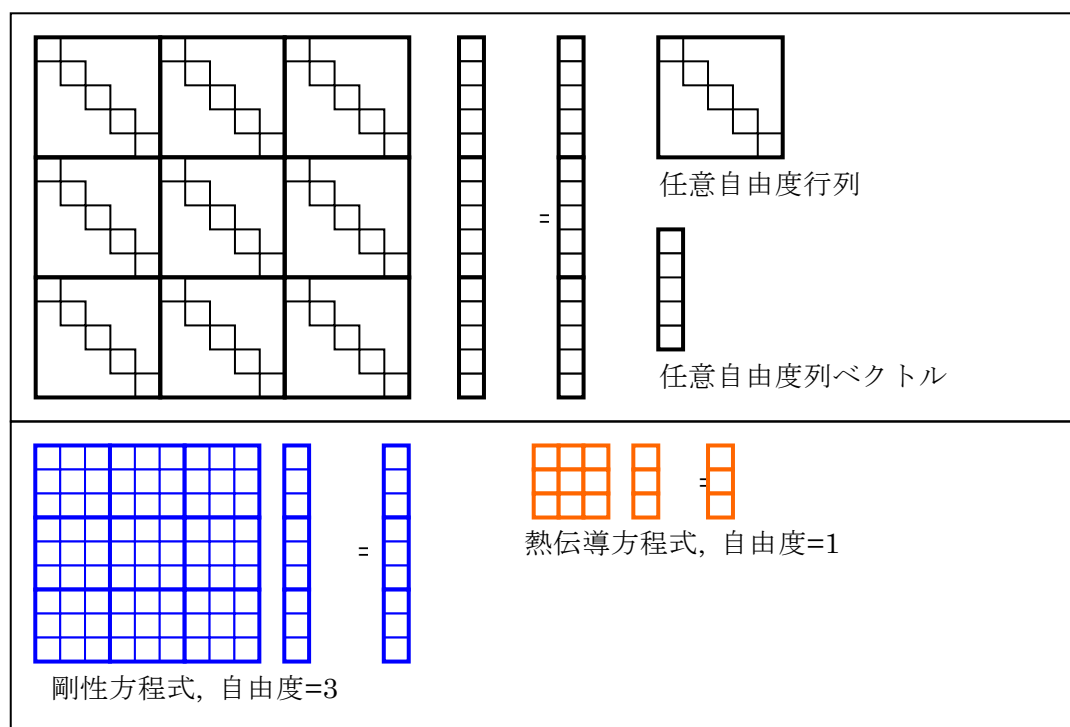 =
任意自由度行列
任意自由度列ベクトル
=
=
熱伝導方程式, 自由度=1
剛性方程式, 自由度=3